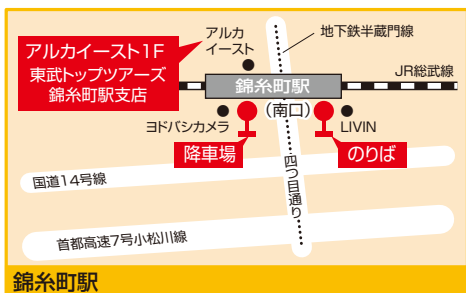 アルカイースト1F
東武トップツアーズ
錦糸町駅支店
アルカ
イースト
地下鉄半蔵門線
JR総武線
錦糸町駅
(南口)
ヨドバシカメラ
LIVIN
降車場
のりば
四つ目通り
国道14号線
首都高速7号小松川線
錦糸町駅